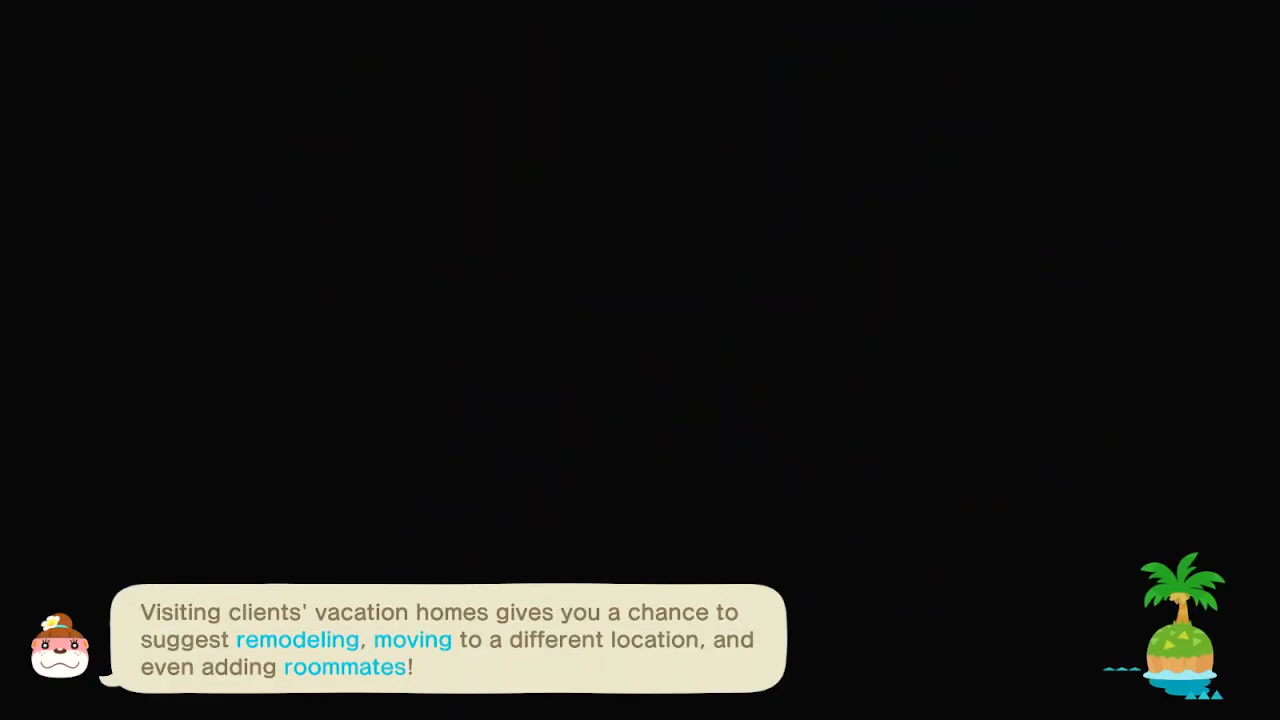 Visiting clients' vacation homes gives you a chance to
suggest remodeling, moving to a different location, and
even adding roommates!